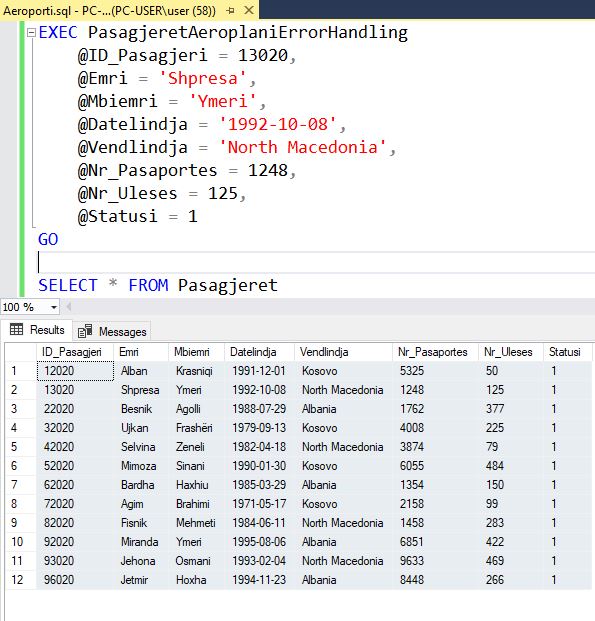 Aeroporti.sql - PC-...(PC-USER\user (58))
EXEC PasagjeretAeroplaniErrorHandling
@ID_Pasagjeri = 13020,
@Emri = 'Shpresa',
@Mbiemri = 'Ymeri',
@Datelindja = '1992-10-08',
@Vendlindja = 'North Macedonia',
@Nr_Pasaportes = 1248,
@Nr_Uleses = 125,
@Statusi = 1
GO
SELECT * FROM Pasagjeret
100 %
Results Messages
ID_Pasagjeri Emri Mbiemri Datelindja Vendlindja Nr_Pasaportes Nr_Uleses Statusi
1 12020 Alban Krasniqi 1991-12-01 Kosovo 5325 50 1
2 13020 Shpresa Ymeri 1992-10-08 North Macedonia 1248 125 1
3 22020 Besnik Agolli 1988-07-29 Albania 1762 377 1
4 32020 Ujkan Frashëri 1979-09-13 Kosovo 4008 225 1
5 42020 Selvina Zeneli 1982-04-18 North Macedonia 3874 79 1
6 52020 Mimoza Sinani 1990-01-30 Kosovo 6055 484 1
7 62020 Bardha Haxhiu 1985-03-29 Albania 1354 150 1
8 72020 Agim Brahimi 1971-05-17 Kosovo 2158 99 1
9 82020 Fisnik Mehmeti 1984-06-11 North Macedonia 1458 283 1
10 92020 Miranda Ymeri 1995-08-06 Albania 6851 422 1
11 93020 Jehona Osmani 1993-02-04 North Macedonia 9633 469 1
12 96020 Jetmir Hoxha 1994-11-23 Albania 8448 266 1